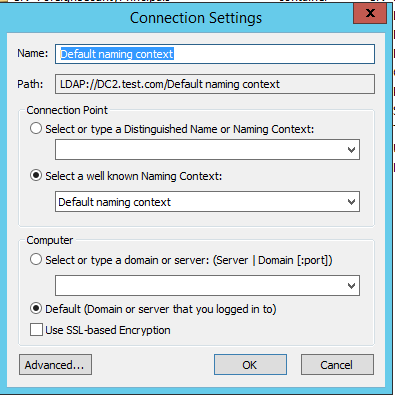 Connection Settings
x
Name:
Default naming context
Path:
LDAP://DC2.test.com/Default naming context
Connection Point
Select or type a Distinguished Name or Naming Context:
Select a well known Naming Context:
Default naming context
Computer
Select or type a domain or server: (Server | Domain [:port])
Default (Domain or server that you logged in to)
Use SSL-based Encryption
Advanced...
OK
Cancel